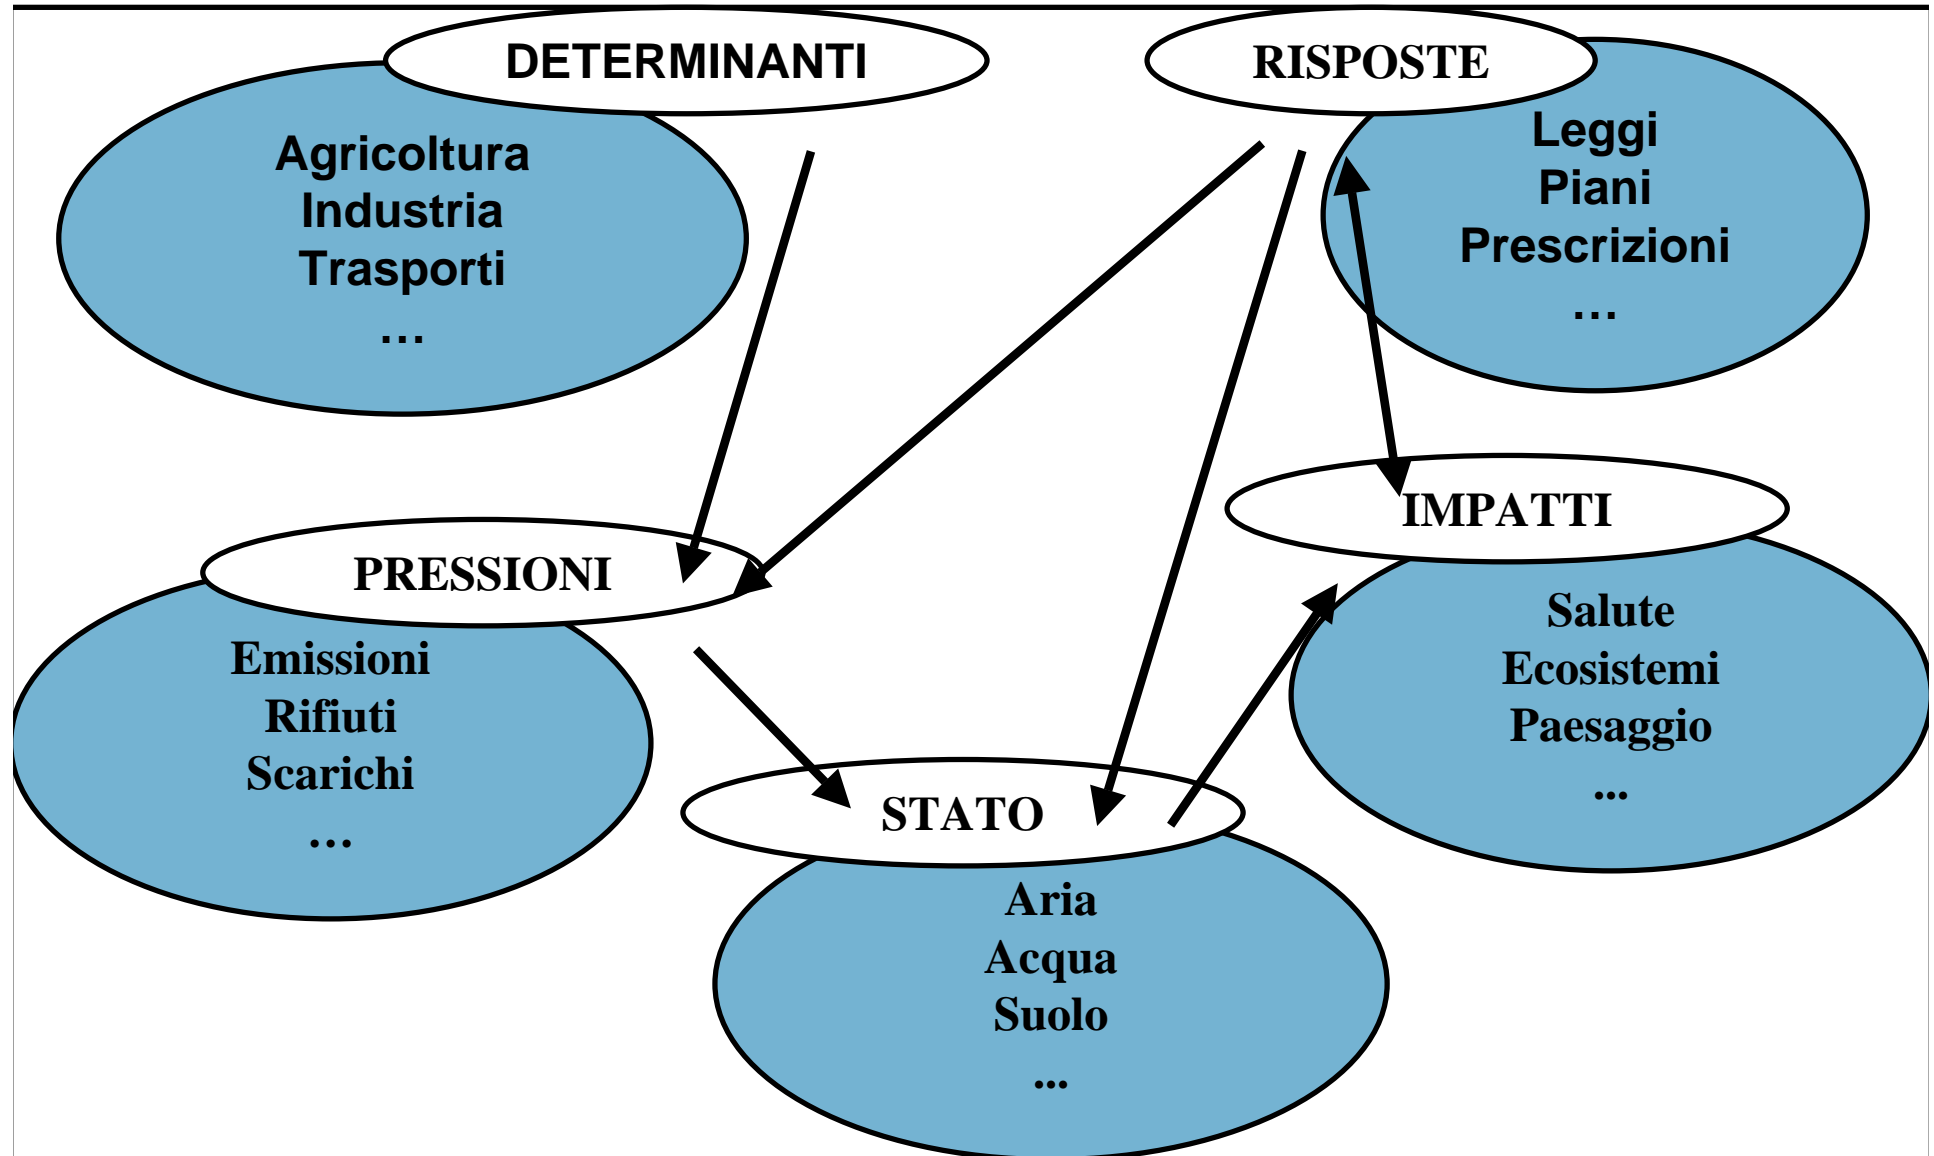 DETERMINANTI
Agricoltura
Industria
Trasporti
…
RISPOSTE
Leggi
Piani
Prescrizioni
…
PRESSIONI
Emissioni
Rifiuti
Scarichi
…
IMPATTI
Salute
Ecosistemi
Paesaggio
...
STATO
Aria
Acqua
Suolo
...